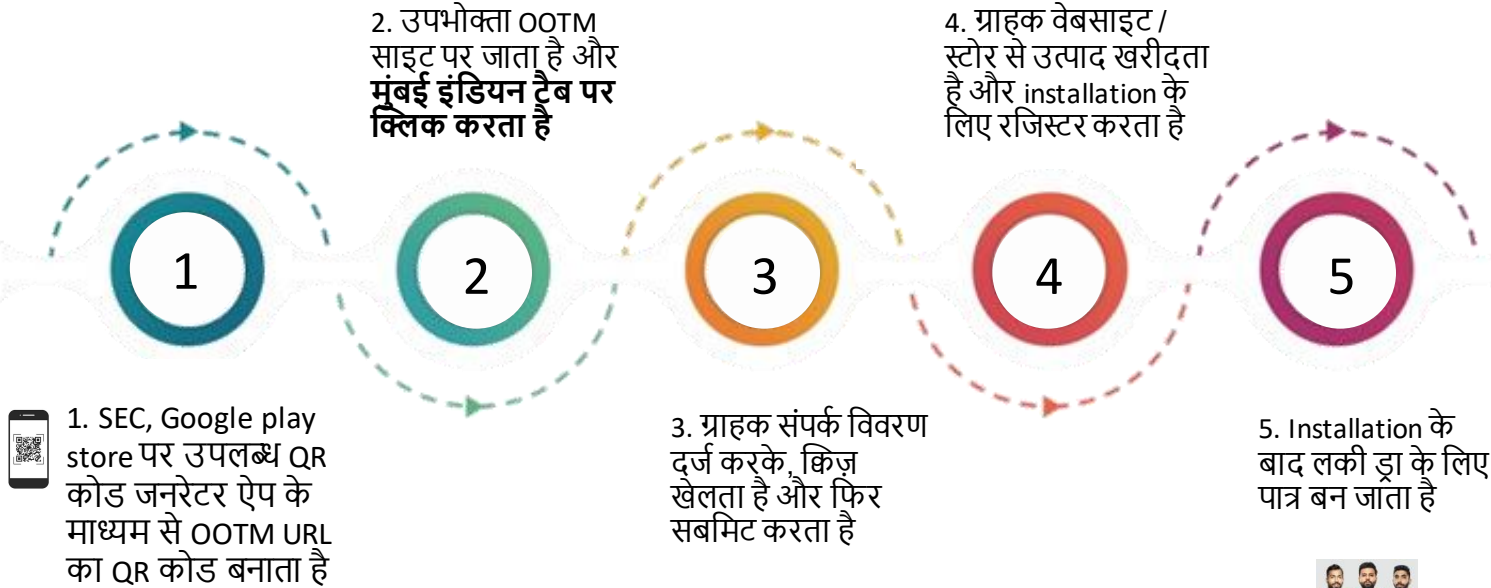 2. उपभोक्ता OOTM
साइट पर जाता है और
मुंबई इंडियन टैब पर
क्लिक करता है
4. ग्राहक वेबसाइट /
स्टोर से उत्पाद खरीदता
है और installation के
लिए रजिस्टर करता है
1
2
3
4
5
1. SEC, Google play
store पर उपलब्ध QR
कोड जनरेटर ऐप के
माध्यम से OOTM URL
का QR कोड बनाता है
3. ग्राहक संपर्क विवरण
दर्ज करके, क्विज़
खेलता है और फिर
सबमिट करता है
5. Installation के
बाद लकी ड्रा के लिए
पात्र बन जाता है